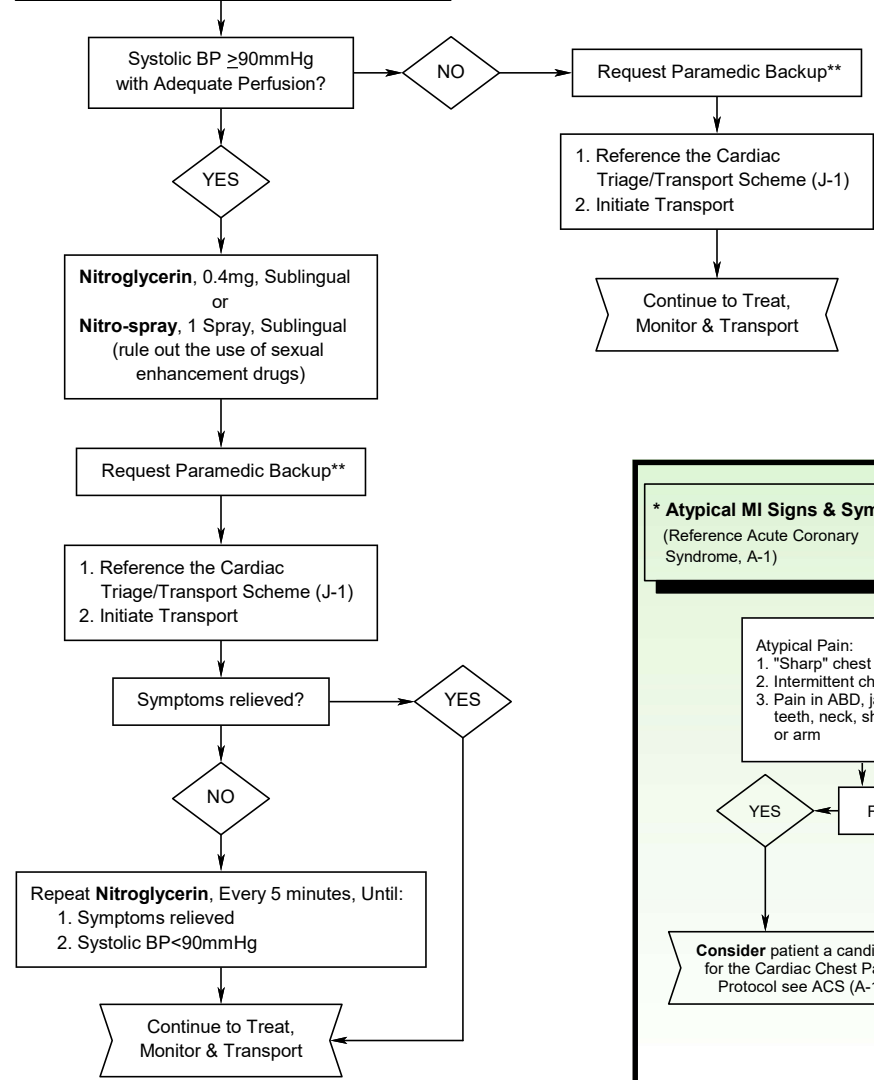 Systolic BP ≥90mmHg
with Adequate Perfusion?
NO
Request Paramedic Backup**
1. Reference the Cardiac
Triage/Transport Scheme (J-1)
2. Initiate Transport
Continue to Treat,
Monitor & Transport
YES
Nitroglycerin, 0.4mg, Sublingual
or
Nitro-spray, 1 Spray, Sublingual
(rule out the use of sexual
enhancement drugs)
Request Paramedic Backup**
1. Reference the Cardiac
Triage/Transport Scheme (J-1)
2. Initiate Transport
Symptoms relieved?
YES
NO
Repeat Nitroglycerin, Every 5 minutes, Until:
1. Symptoms relieved
2. Systolic BP<90mmHg
Continue to Treat,
Monitor & Transport
* Atypical MI Signs &
(Reference Acute Coronary
Syndrome, A-1)
Atypical Pain:
1. "Sharp" chest
2. Intermittent
3. Pain in ABD,
teeth, neck,
or arm
YES
Consider patient a
for the Cardiac Chest
Protocol see ACS